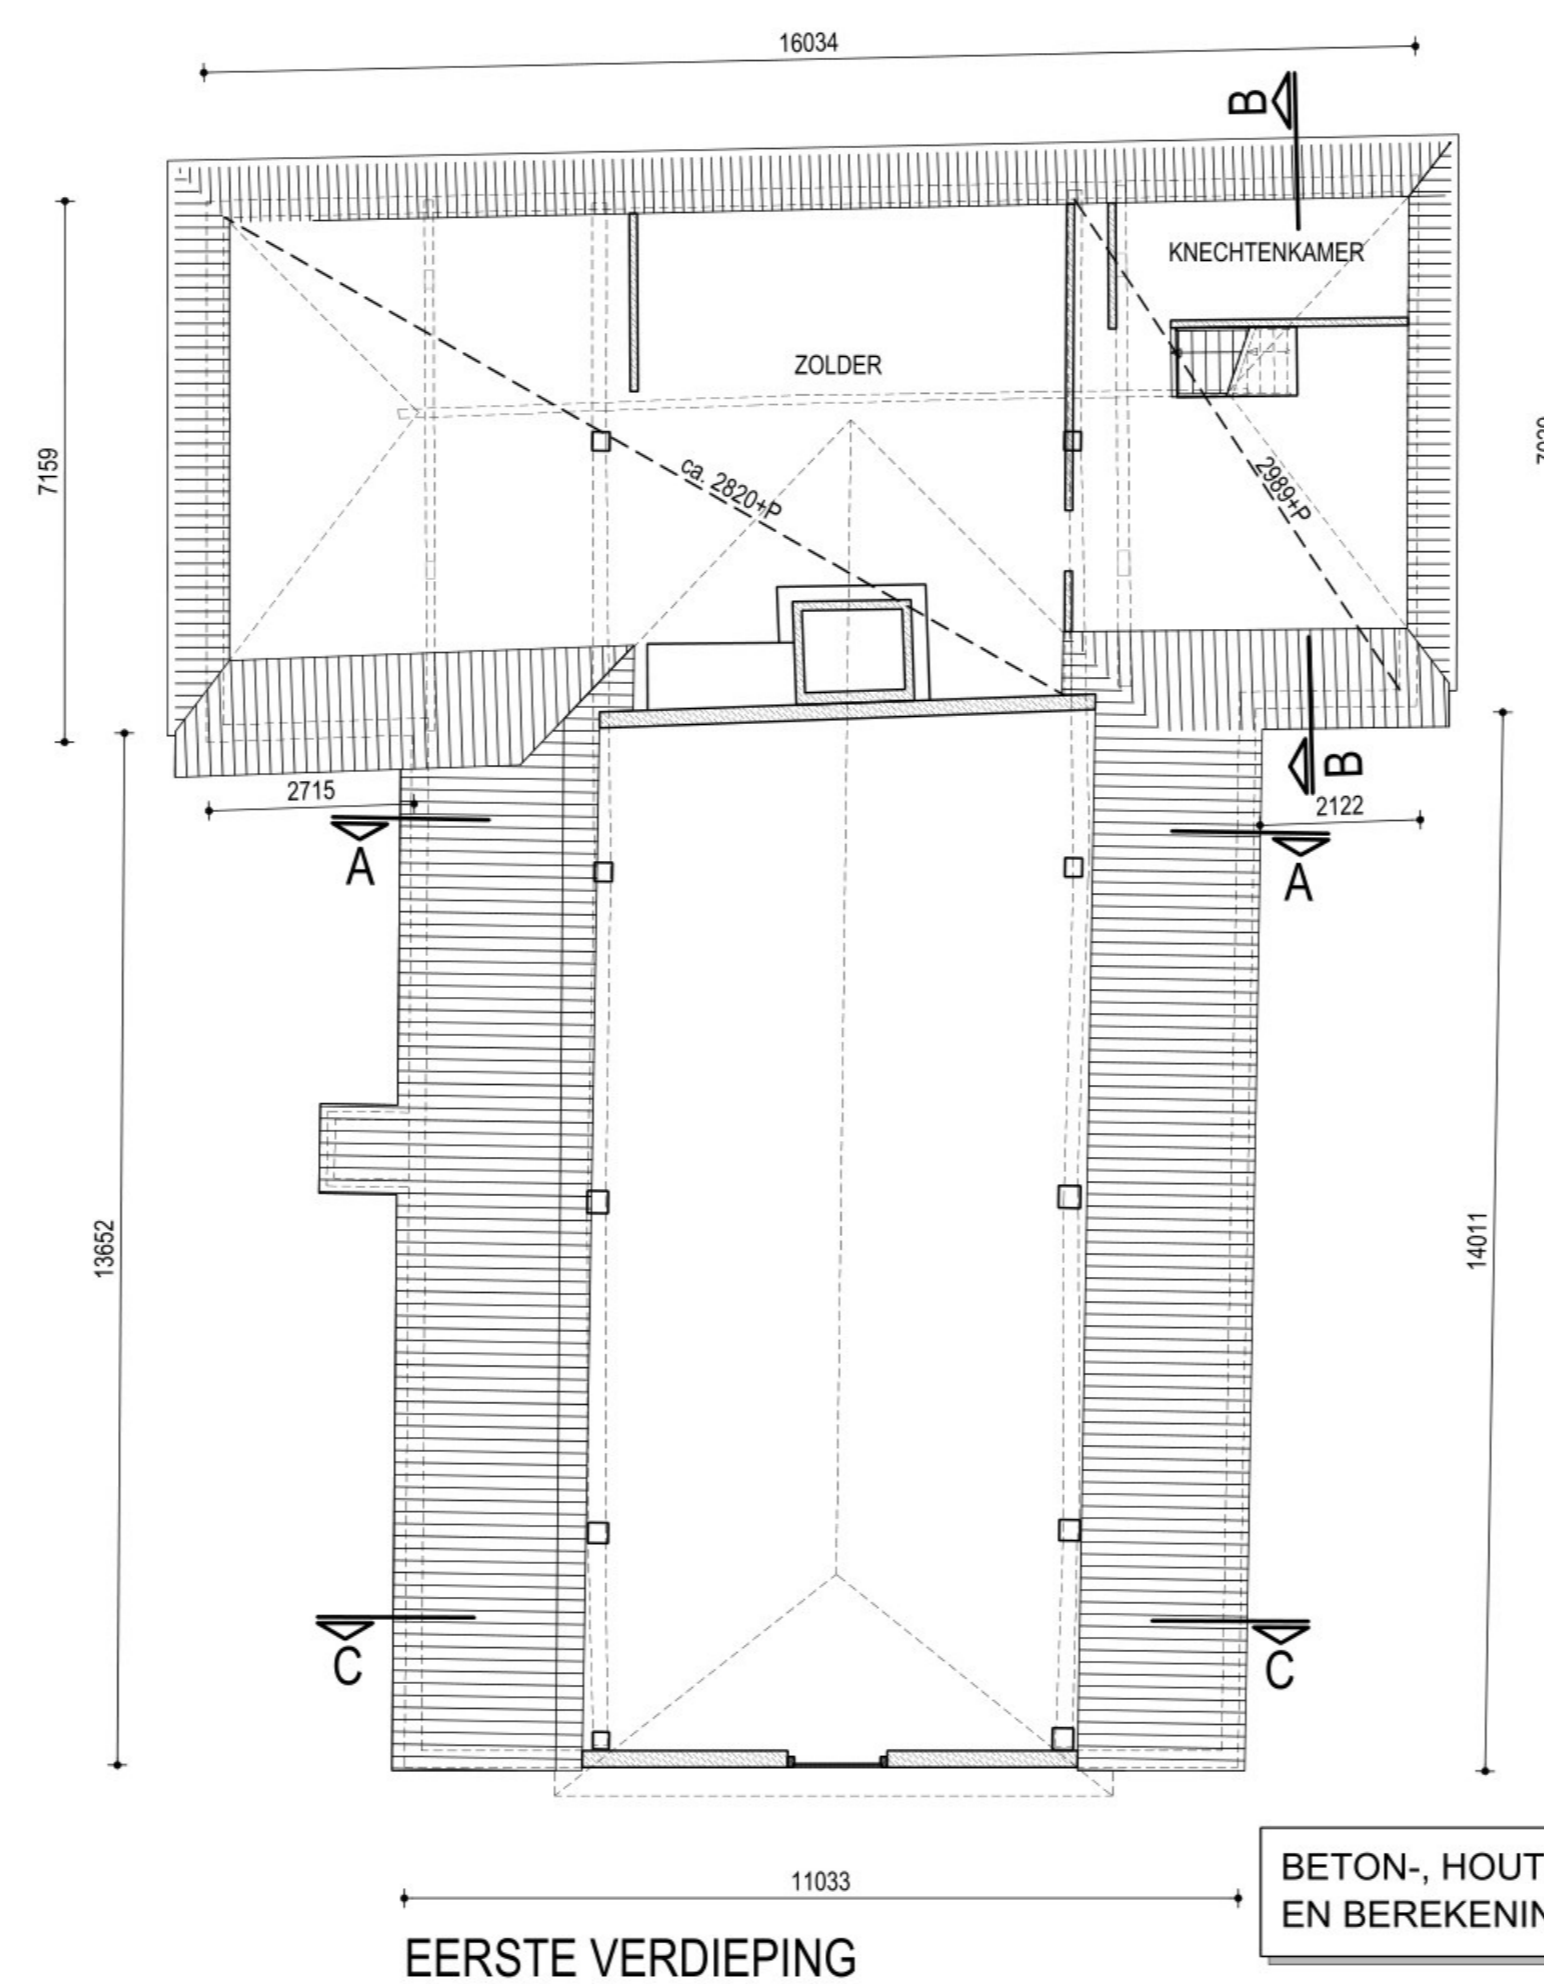 16034
B
KNECHTENKAMER
ZOLDER
7159
ca. 2820+P
2989+P
B
2715
2122
A
A
13652
14011
C
C
11033
BETON-, HOUT
EN BEREKENIN
EERSTE VERDIEPING